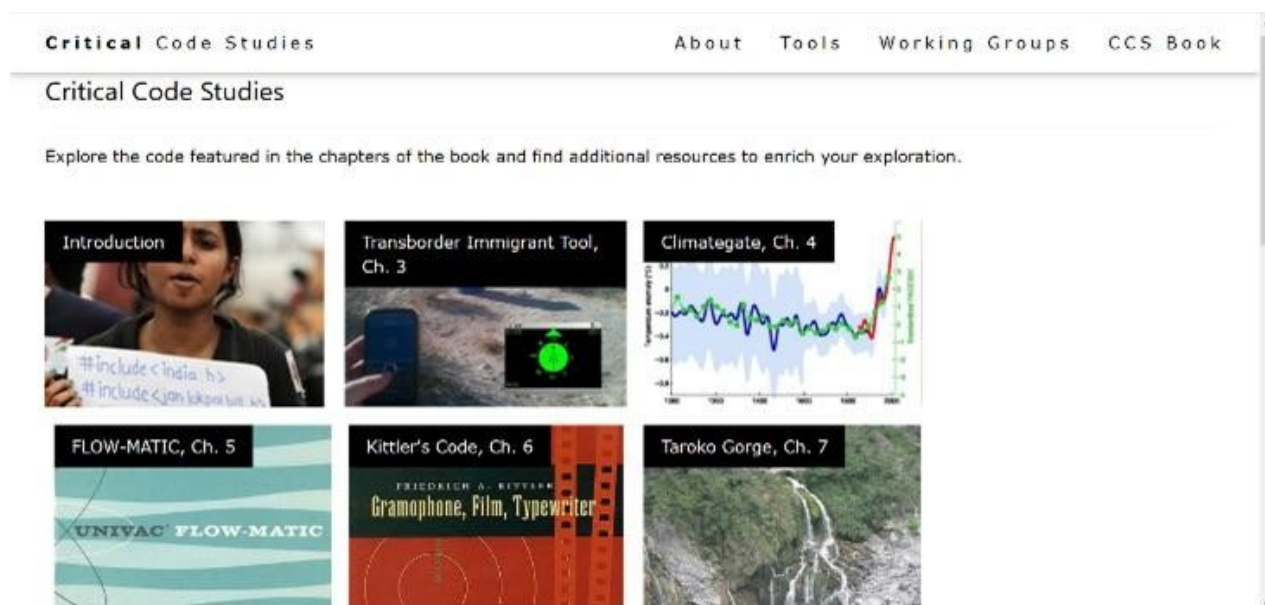 Critical Code Studies
About Tools Working Groups CCS Book
Critical Code Studies
Explore the code featured in the chapters of the book and find additional resources to enrich your exploration.
Introduction
#include<india h>
Transborder Immigrant Tool,
Ch. 3
Climategate, Ch. 4
FLOW-MATIC, Ch. 5
UNIVAC FLOW-MATIC
Kittler's Code, Ch. 6
FRIEDRICH A. KITTLER
Gramophone, Film, Typewriter
Taroko Gorge, Ch. 7